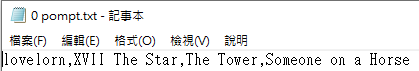 0 pompt.txt - 記事本
檔案(F) 編輯(E) 格式(O) 檢視(V) 說明
lovelorn,XVII The Star,The Tower,Someone on a Horse